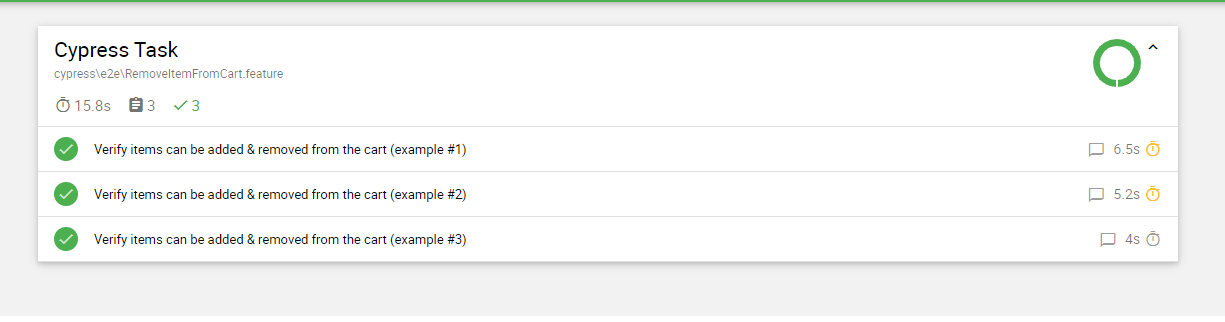 Cypress Task
cypress\e2e\RemoveItemFromCart.feature
15.8s 3 3
Verify items can be added & removed from the cart (example #1) 6.5s
Verify items can be added & removed from the cart (example #2) 5.2s
Verify items can be added & removed from the cart (example #3) 4s